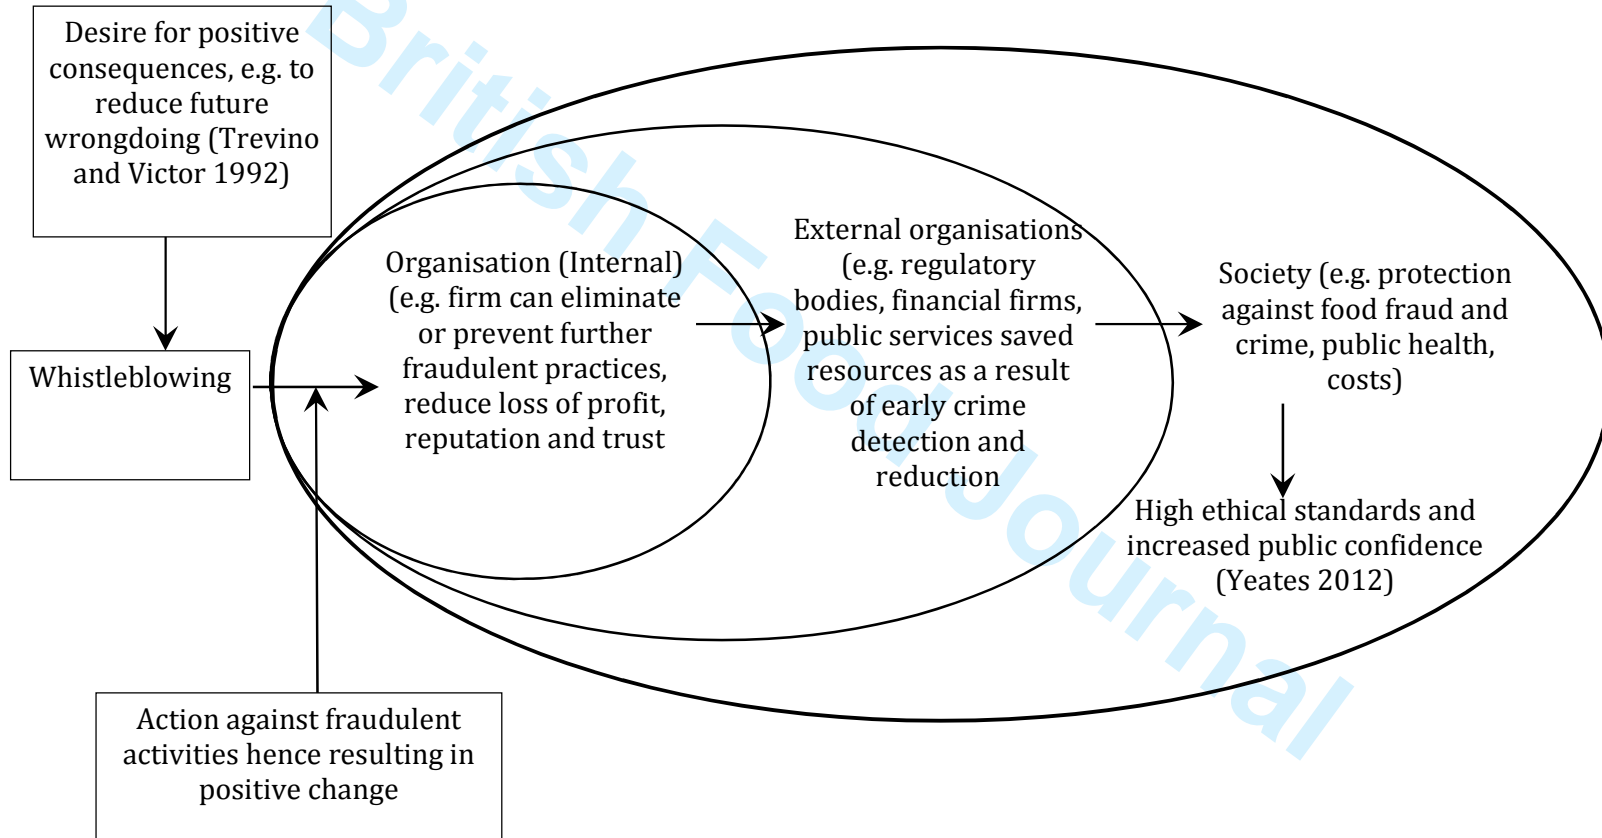 Desire for positive
consequences, e.g. to
reduce future
wrongdoing (Trevino
and Victor 1992)
Whistleblowing
Action against fraudulent
activities hence resulting in
positive change
Organisation (Internal)
(e.g. firm can eliminate
or prevent further
fraudulent practices,
reduce loss of profit,
reputation and trust
External organisations
(e.g. regulatory
bodies, financial firms,
public services saved
resources as a result
of early crime
detection and
reduction
Society (e.g. protection
against food fraud and
crime, public health,
costs)
High ethical standards and
increased public confidence
(Yeates 2012)
British Food Journal